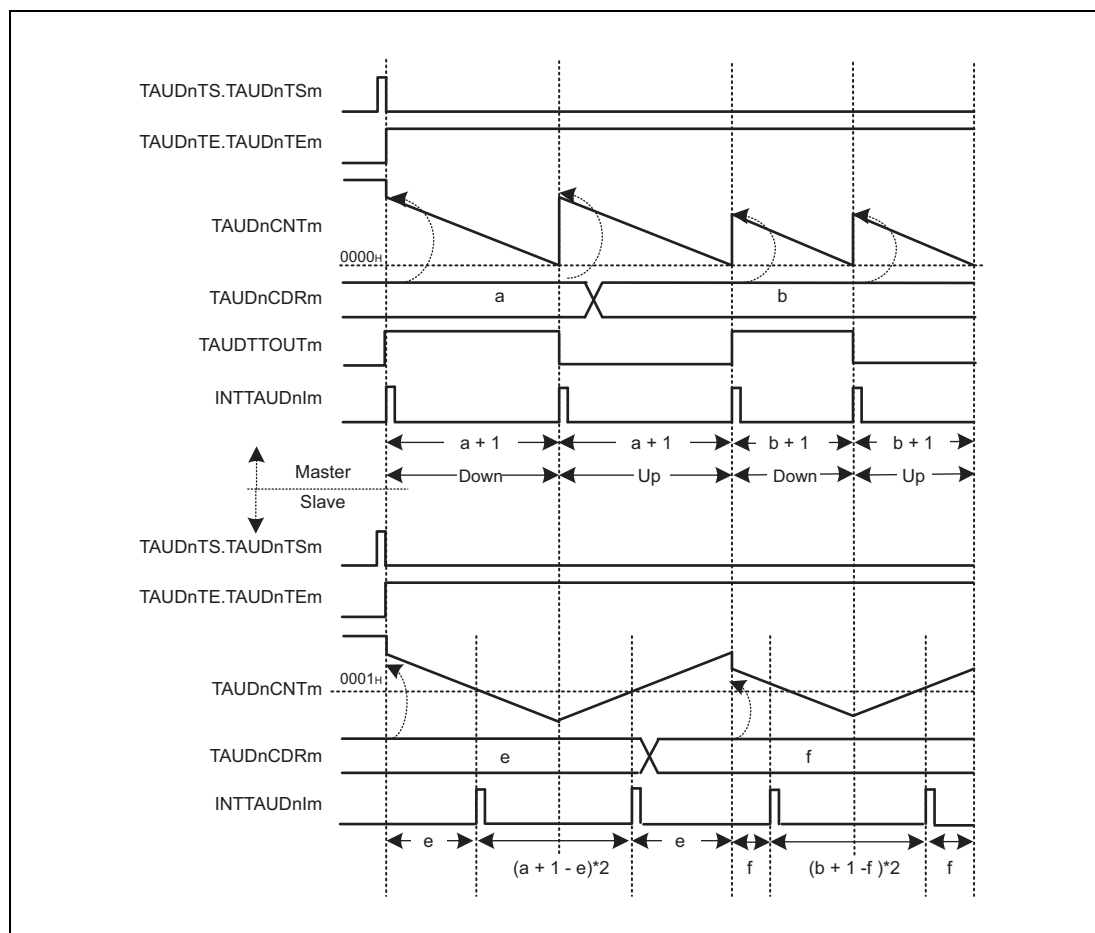 TAUDnTS.TAUDnTSm
TAUDnTE.TAUDnTEm
TAUDnCNTm
0000H
TAUDnCDRm
a
b
TAUDTTOUTm
INTTAUDnIm
a + 1
a + 1
b + 1
b + 1
Master
Down
Up
Down
Up
Slave
TAUDnTS.TAUDnTSm
TAUDnTE.TAUDnTEm
TAUDnCNTm
0001H
TAUDnCDRm
e
f
INTTAUDnIm
e
(a + 1 - e)*2
e
f
(b + 1 -f )*2
f